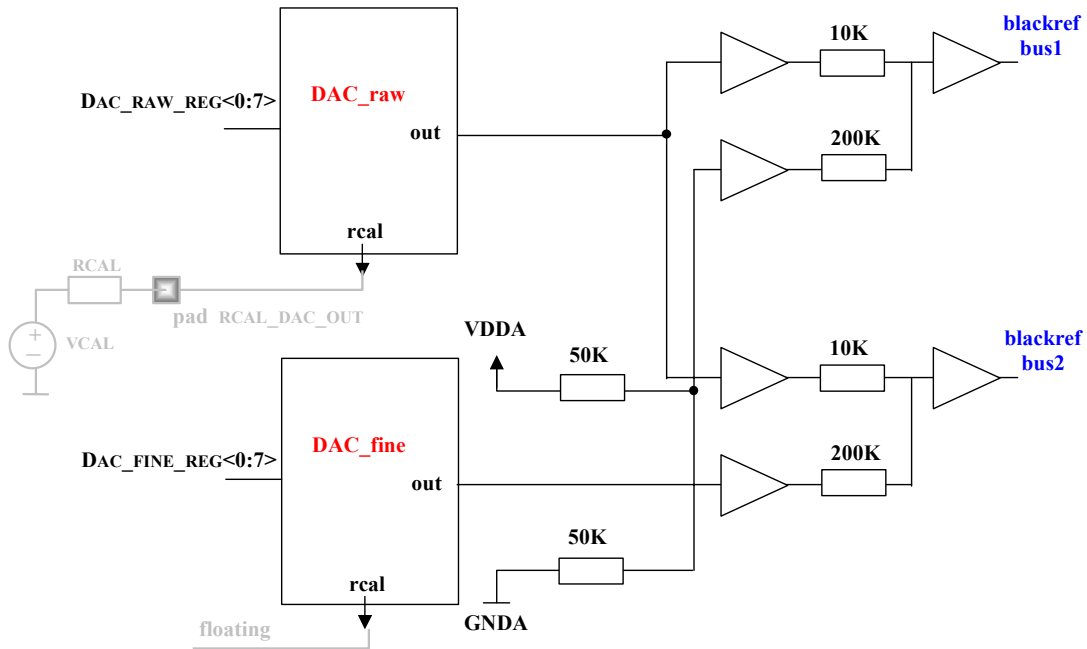 blackref
bus1
10K
DAC_RAW_REG<0:7>
DAC_raw
out
200K
rcal
RCAL
pad RCAL_DAC_OUT
+
−
VCAL
VDDA
50K
10K
blackref
bus2
DAC_FINE_REG<0:7>
DAC_fine
out
200K
50K
rcal
GNDA
floating